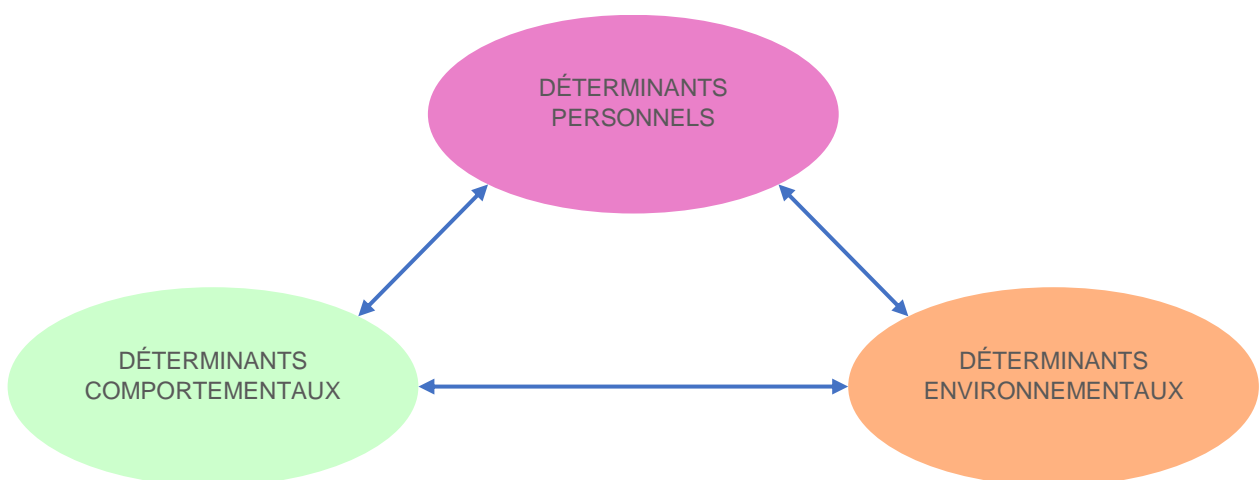 DÉTERMINANTS
PERSONNELS
DÉTERMINANTS
COMPORTEMENTAUX
DÉTERMINANTS
ENVIRONNEMENTAUX